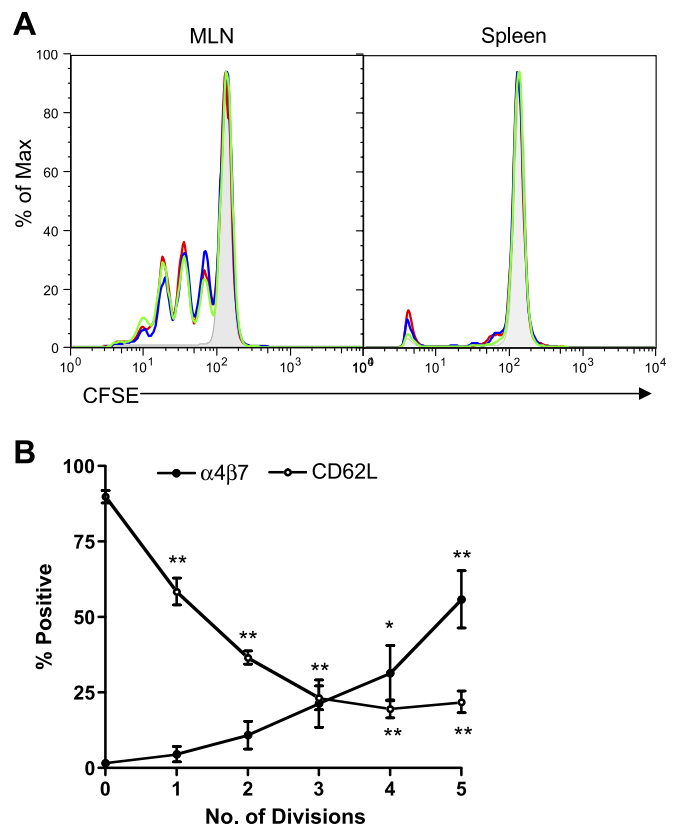 A
MLN Spleen
% of Max
100
80
60
40
20
0
10⁰ 10¹ 10² 10³ 10⁴ 10⁰ 10¹ 10² 10³ 10⁴
CFSE
B
α4β7 CD62L
% Positive
100
75
50
25
0
** ** ** * **
** **
0 1 2 3 4 5
No. of Divisions